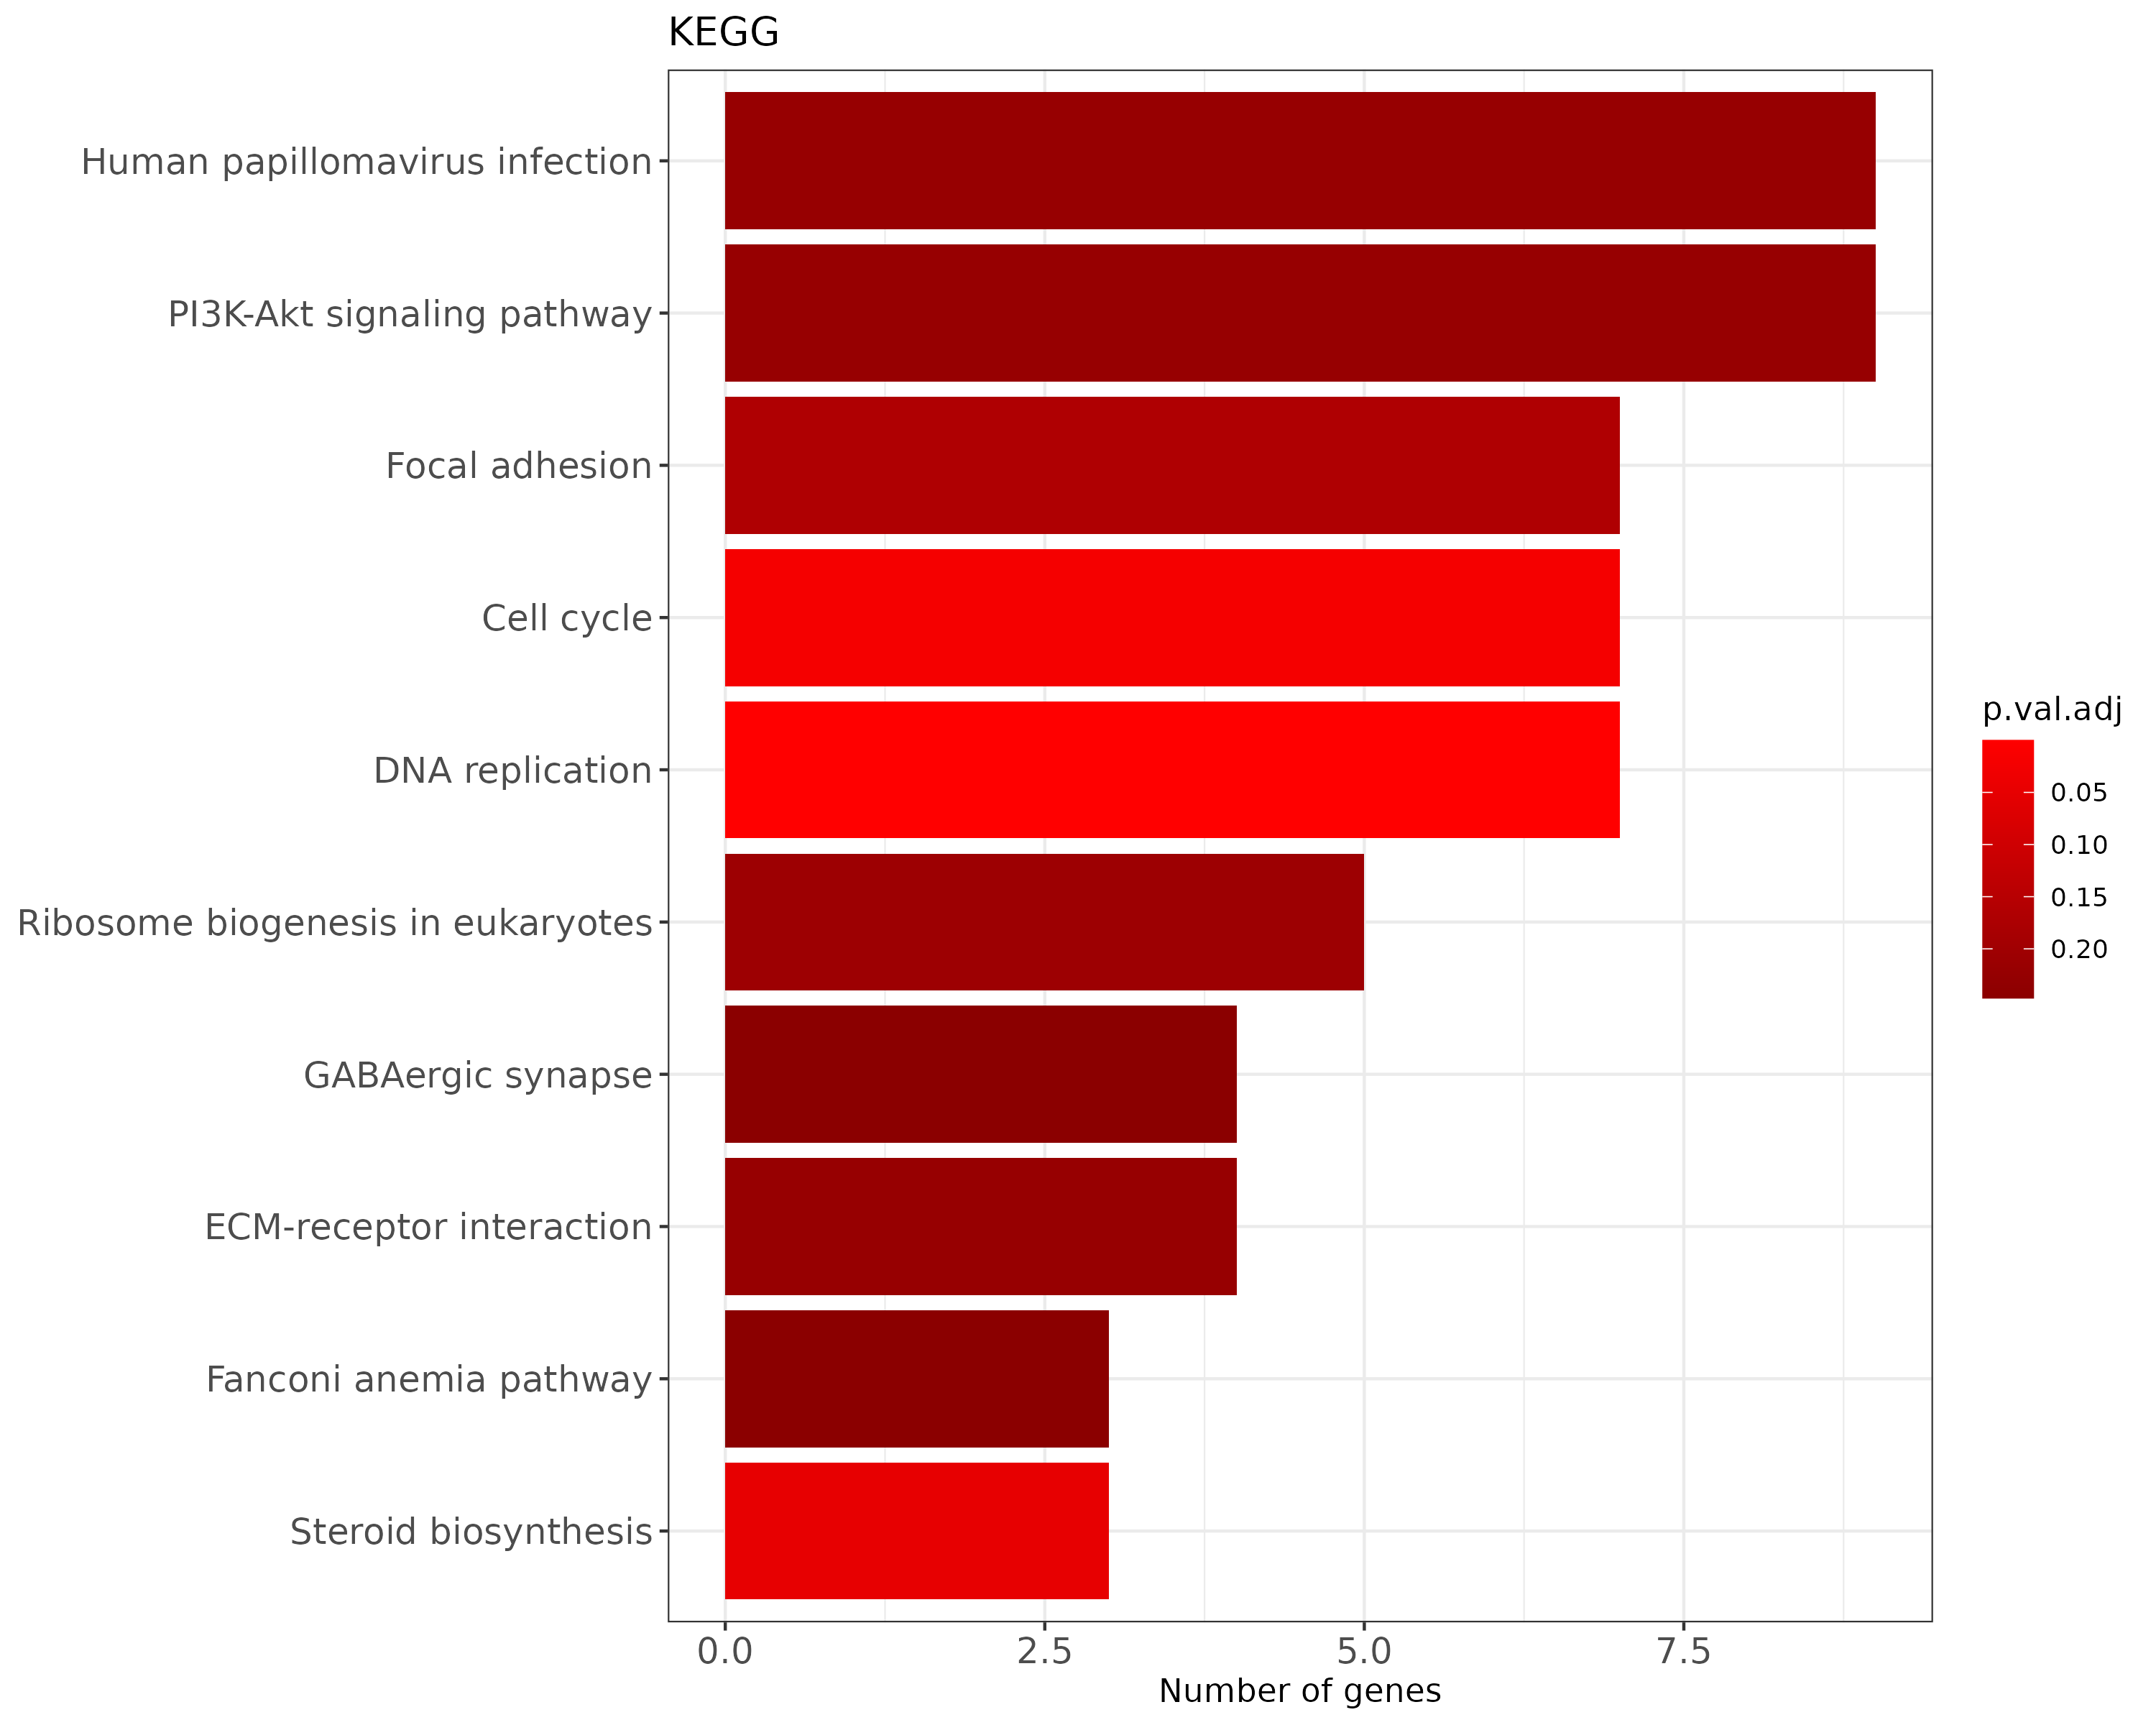 KEGG
Human papillomavirus infection
PI3K-Akt signaling pathway
Focal adhesion
Cell cycle
DNA replication
Ribosome biogenesis in eukaryotes
GABAergic synapse
ECM-receptor interaction
Fanconi anemia pathway
Steroid biosynthesis
0.0 2.5 5.0 7.5
Number of genes
p.val.adj
0.05
0.10
0.15
0.20